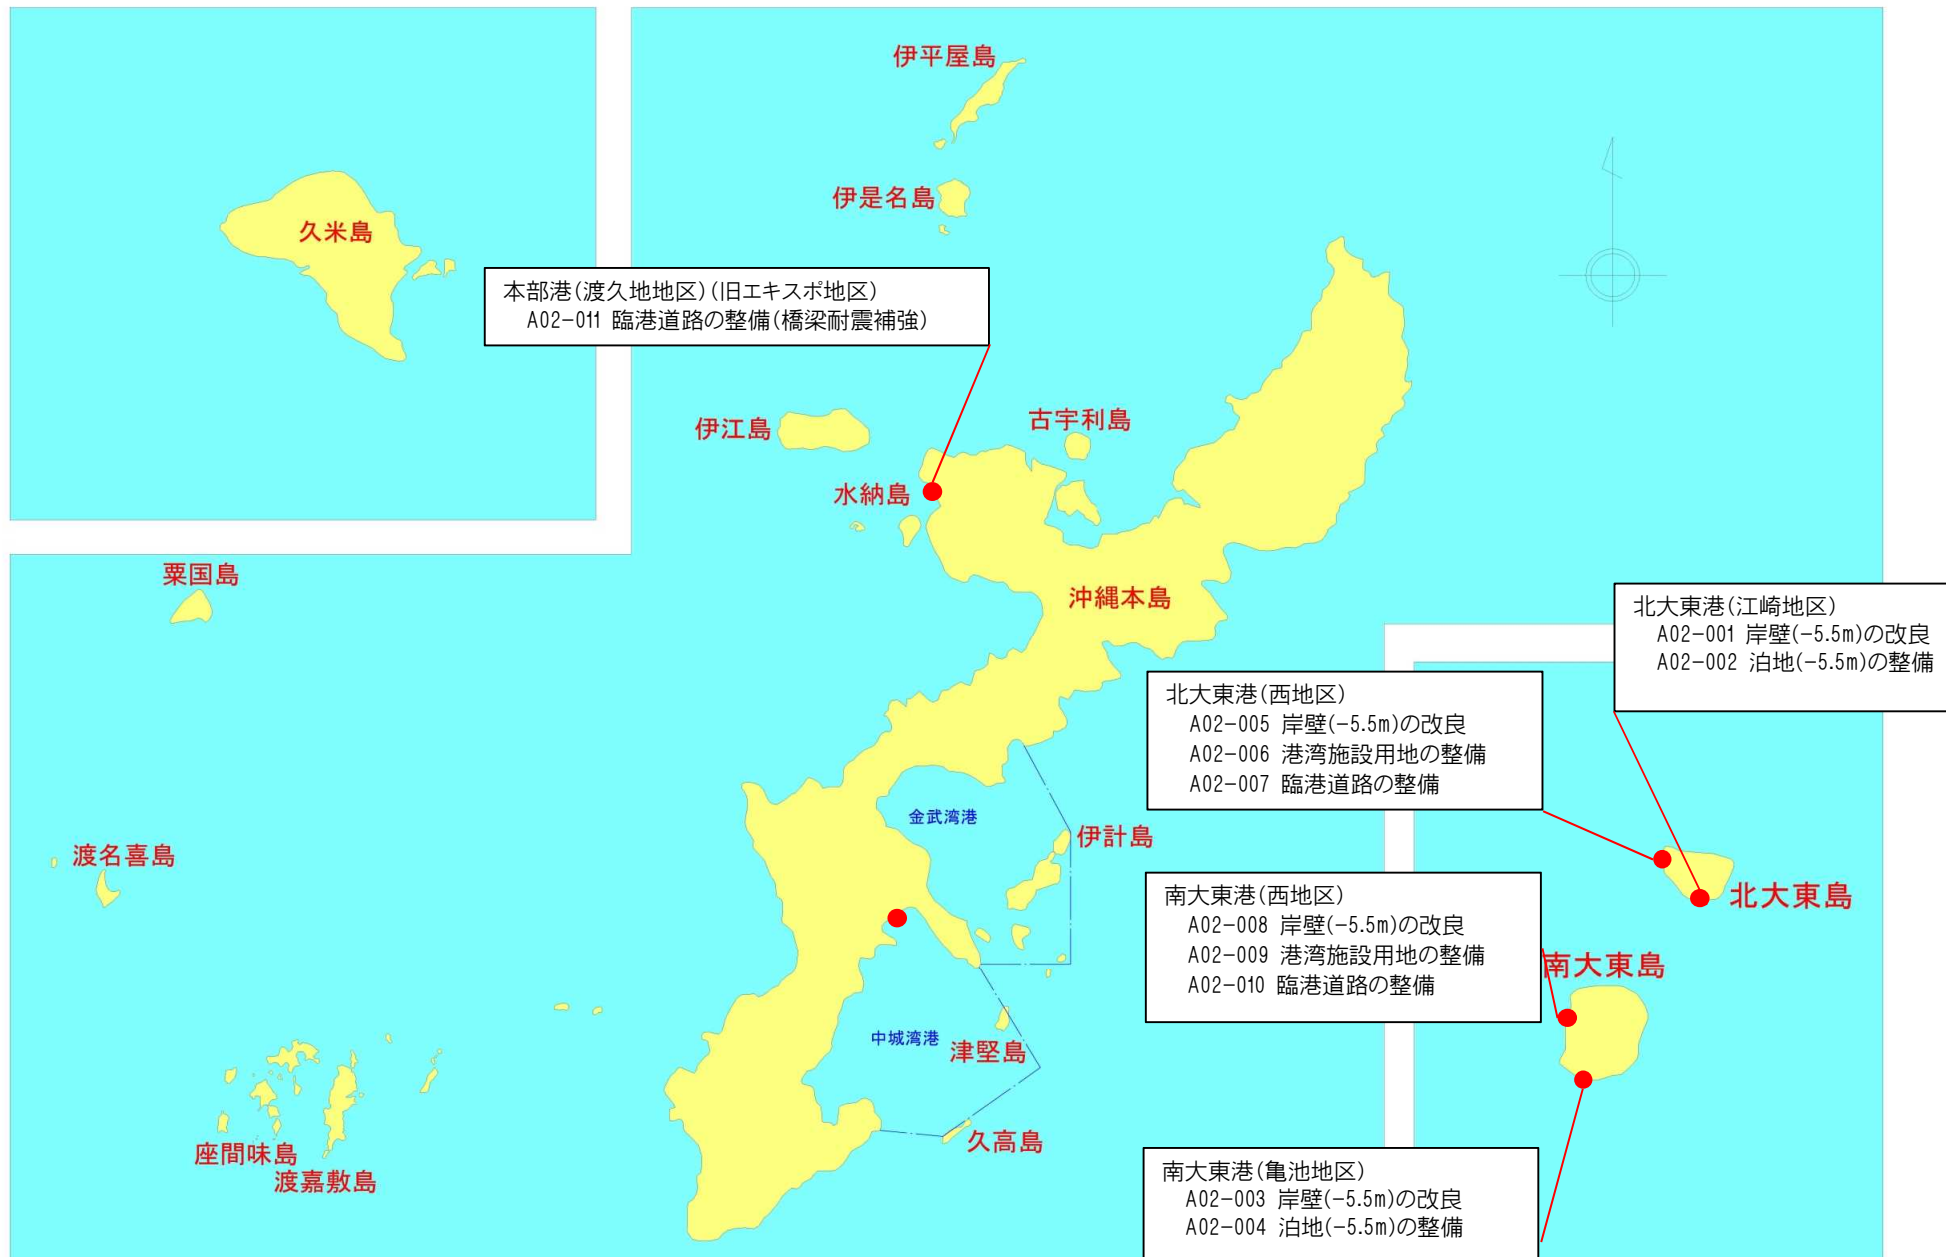 伊平屋島
伊是名島
久米島
本部港(渡久地地区)(旧エキスポ地区)
A02-011 臨港道路の整備(橋梁耐震補強)
伊江島
古宇利島
水納島
粟国島
沖縄本島
北大東港(江崎地区)
A02-001 岸壁(-5.5m)の改良
A02-002 泊地(-5.5m)の整備
北大東港(西地区)
A02-005 岸壁(-5.5m)の改良
A02-006 港湾施設用地の整備
A02-007 臨港道路の整備
金武湾港
伊計島
渡名喜島
北大東島
南大東港(西地区)
A02-008 岸壁(-5.5m)の改良
A02-009 港湾施設用地の整備
A02-010 臨港道路の整備
南大東島
中城湾港
津堅島
久高島
座間味島
渡嘉敷島
南大東港(亀池地区)
A02-003 岸壁(-5.5m)の改良
A02-004 泊地(-5.5m)の整備